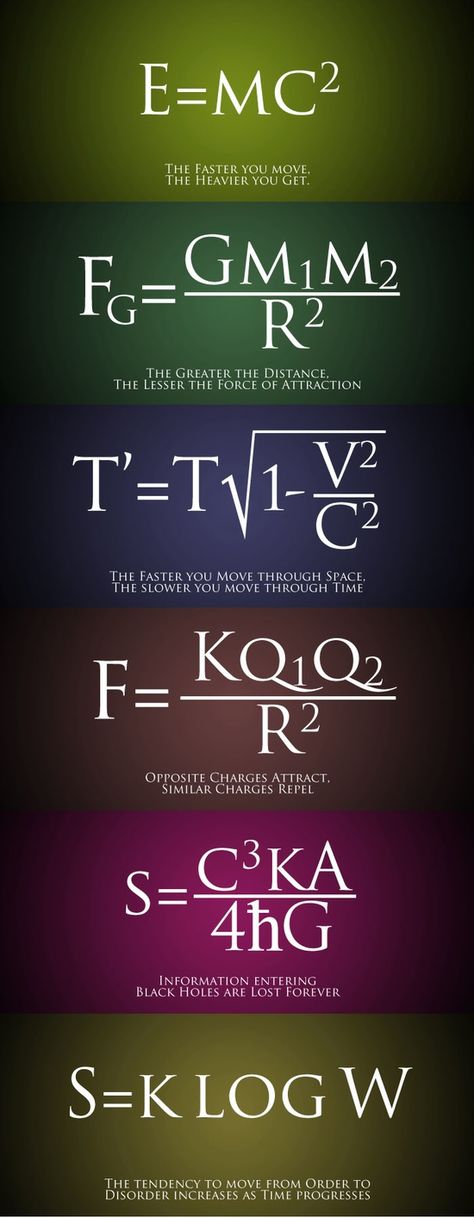 E=MC²
The Faster you move,
The Heavier you Get.
F_G=GM₁M₂/R²
The Greater the Distance,
The Lesser the Force of Attraction
T'=T√1-V²/C²
The Faster you Move through Space,
The slower you move through Time
F=KQ₁Q₂/R²
Opposite Charges Attract,
Similar Charges Repel
S=C³KA/4ħG
Information entering
Black Holes are Lost Forever
S=K LOG W
The tendency to move from Order to
Disorder increases as Time progresses